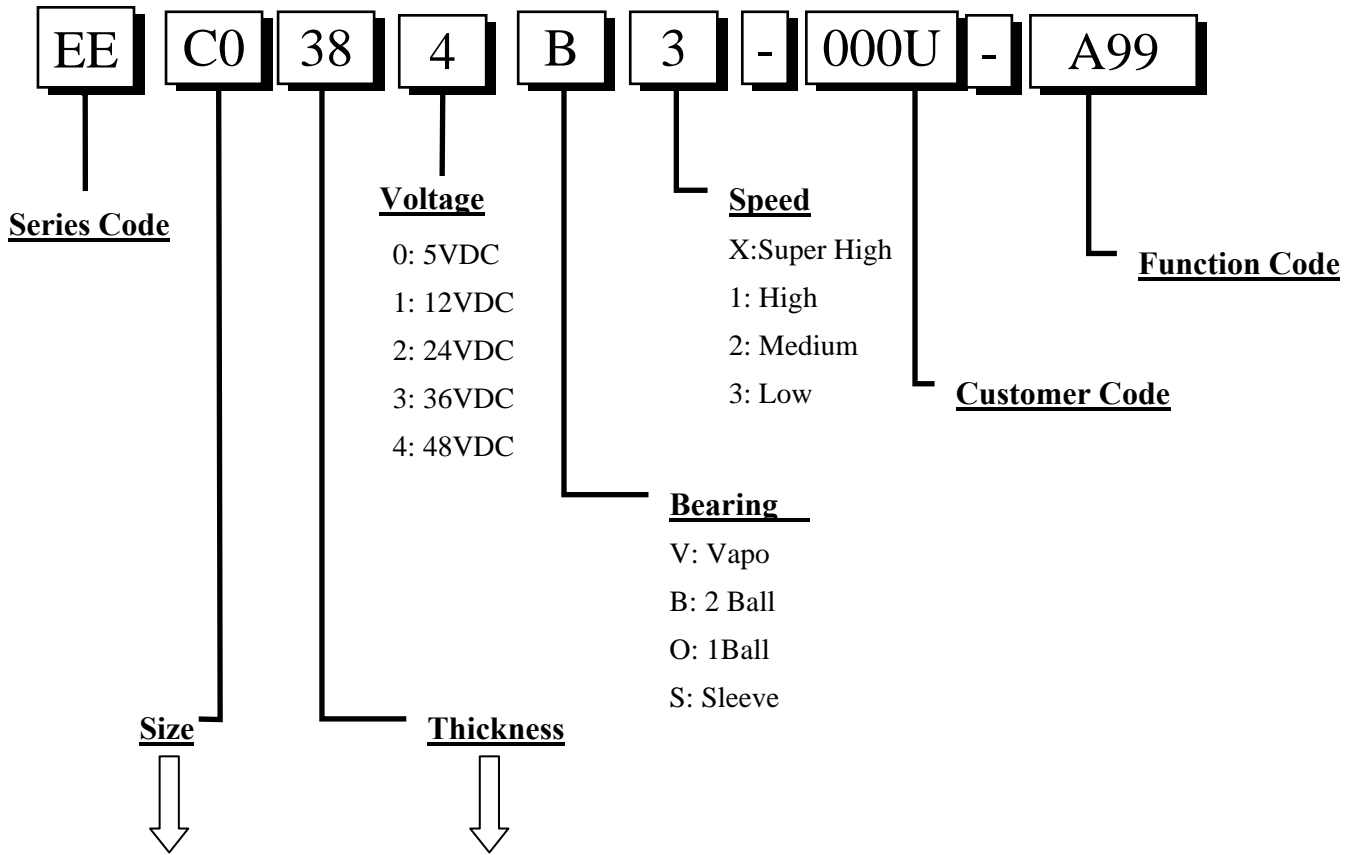 EE C0 38 4 B 3 - 000U - A99
Series Code
Voltage
0: 5VDC
1: 12VDC
2: 24VDC
3: 36VDC
4: 48VDC
Speed
X:Super High
1: High
2: Medium
3: Low
Function Code
Customer Code
Bearing
V: Vapo
B: 2 Ball
O: 1Ball
S: Sleeve
Size
Thickness